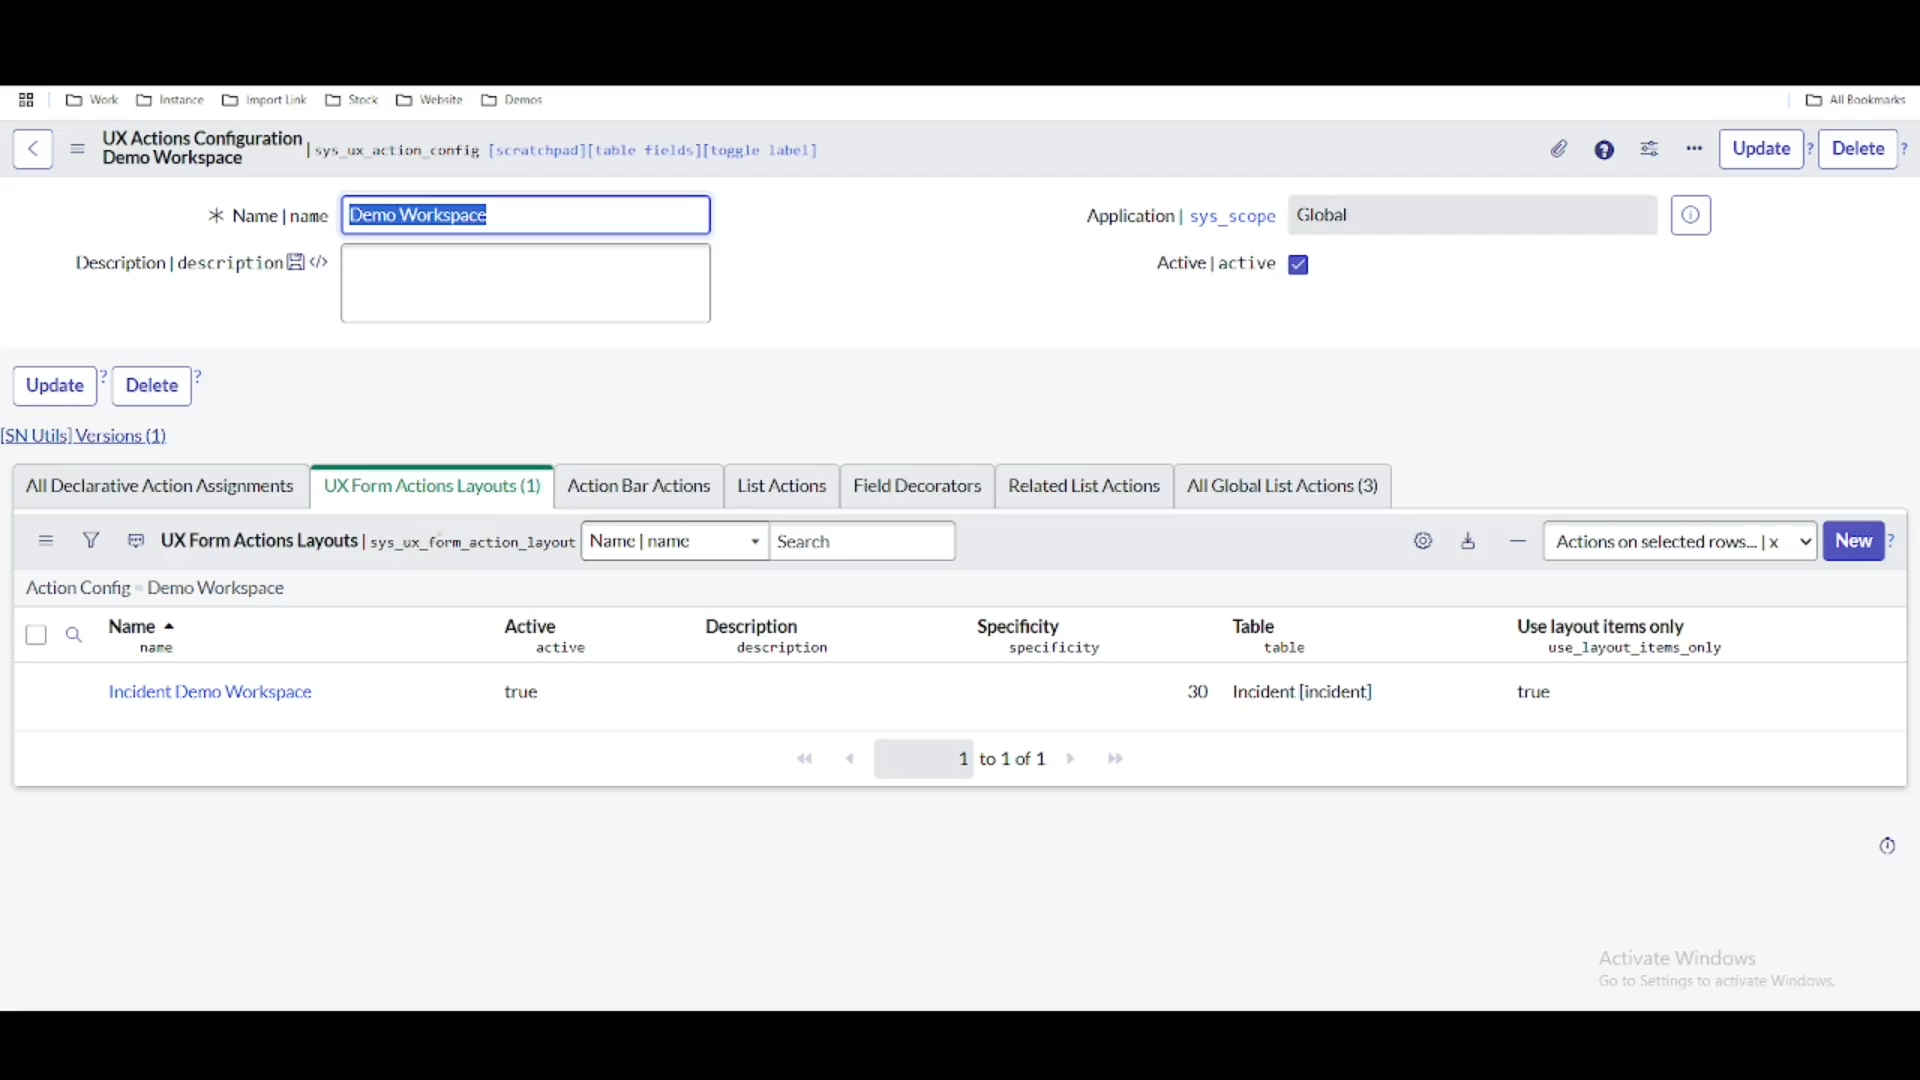 Work Instance Import Link Stock Website Demos All Bookmarks
UX Actions Configuration
Demo Workspace
| sys_ux_action_config [scratchpad][table fields][toggle label]
Update ? Delete ?
Name | name Demo Workspace
Application | sys_scope Global
Description | description </>
Active | active
Update ? Delete ?
[SN Utils] Versions (1)
All Declarative Action Assignments UX Form Actions Layouts (1) Action Bar Actions List Actions Field Decorators Related List Actions All Global List Actions (3)
UX Form Actions Layouts | sys_ux_form_action_layout Name | name Search Actions on selected rows... | x New ?
Action Config = Demo Workspace
Name Active Description Specificity Table Use layout items only
name active description specificity table use_layout_items_only
Incident Demo Workspace true 30 Incident [incident] true
1 to 1 of 1
Activate Windows
Go to Settings to activate Windows.